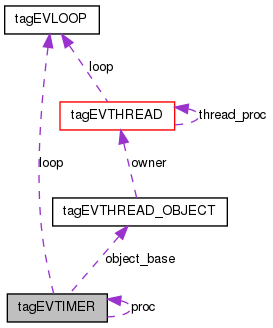 tagEVLOOP
loop
tagEVTHREAD
thread_proc
loop
owner
tagEVTHREAD_OBJECT
object_base
tagEVTIMER
proc